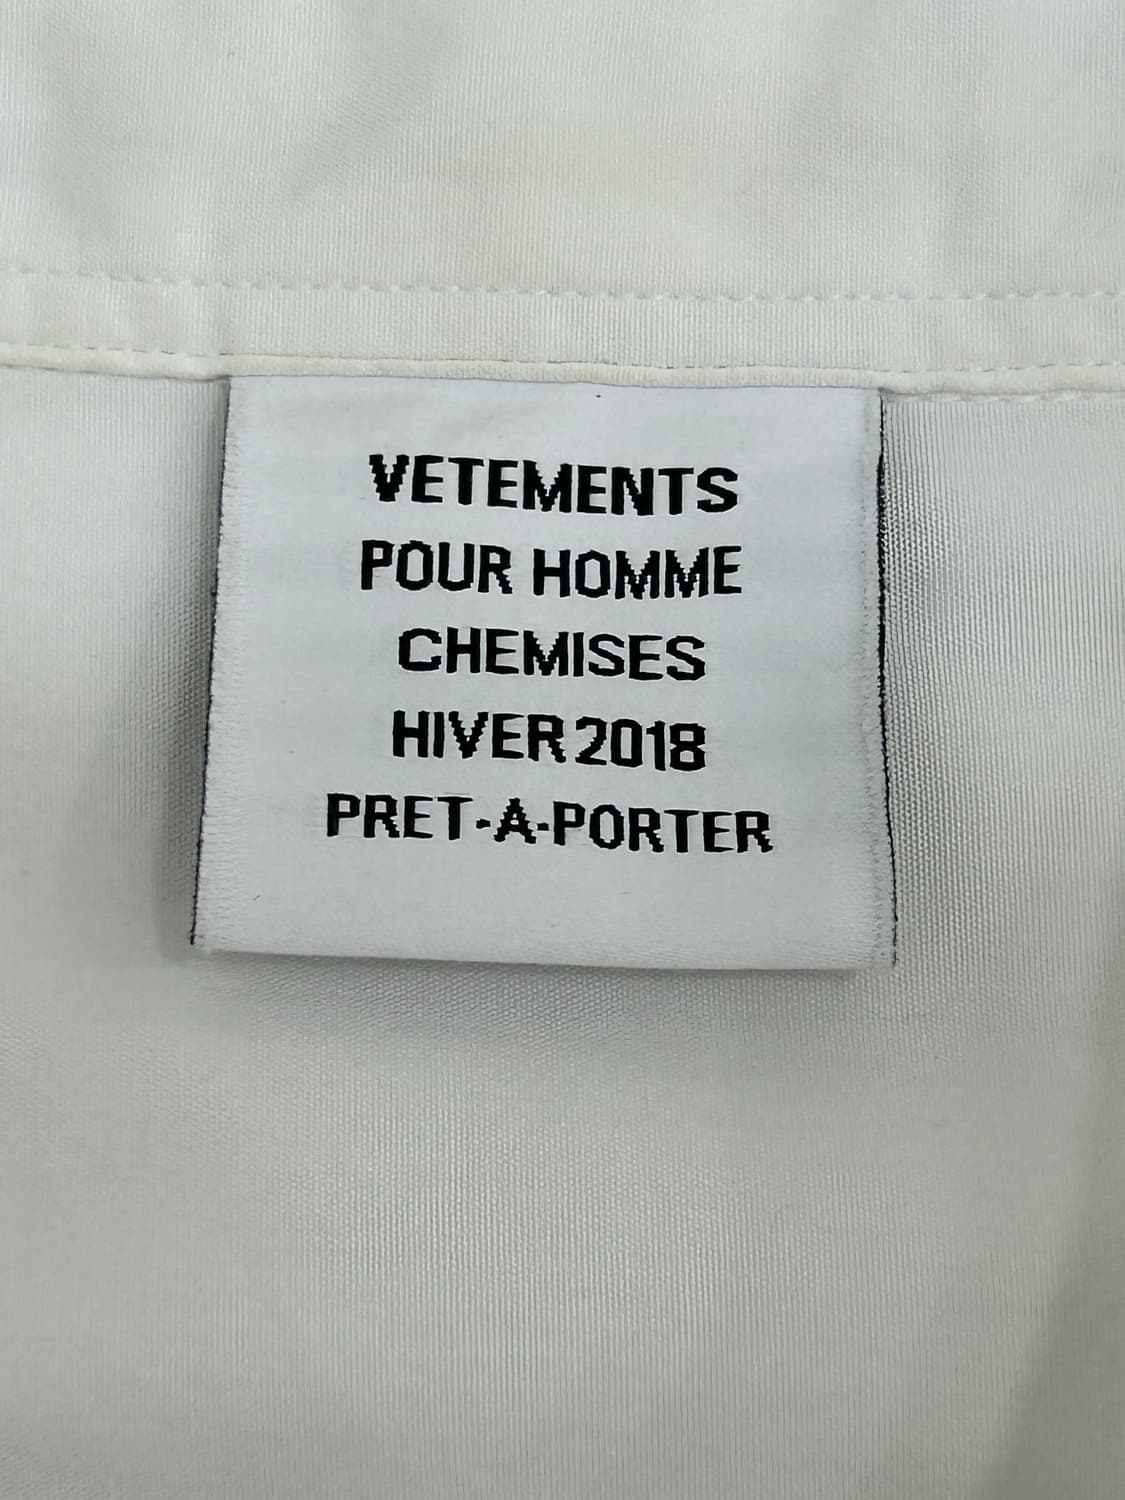 VETEMENTS
POUR HOMME
CHEMISES
HIVER 2018
PRET-A-PORTER